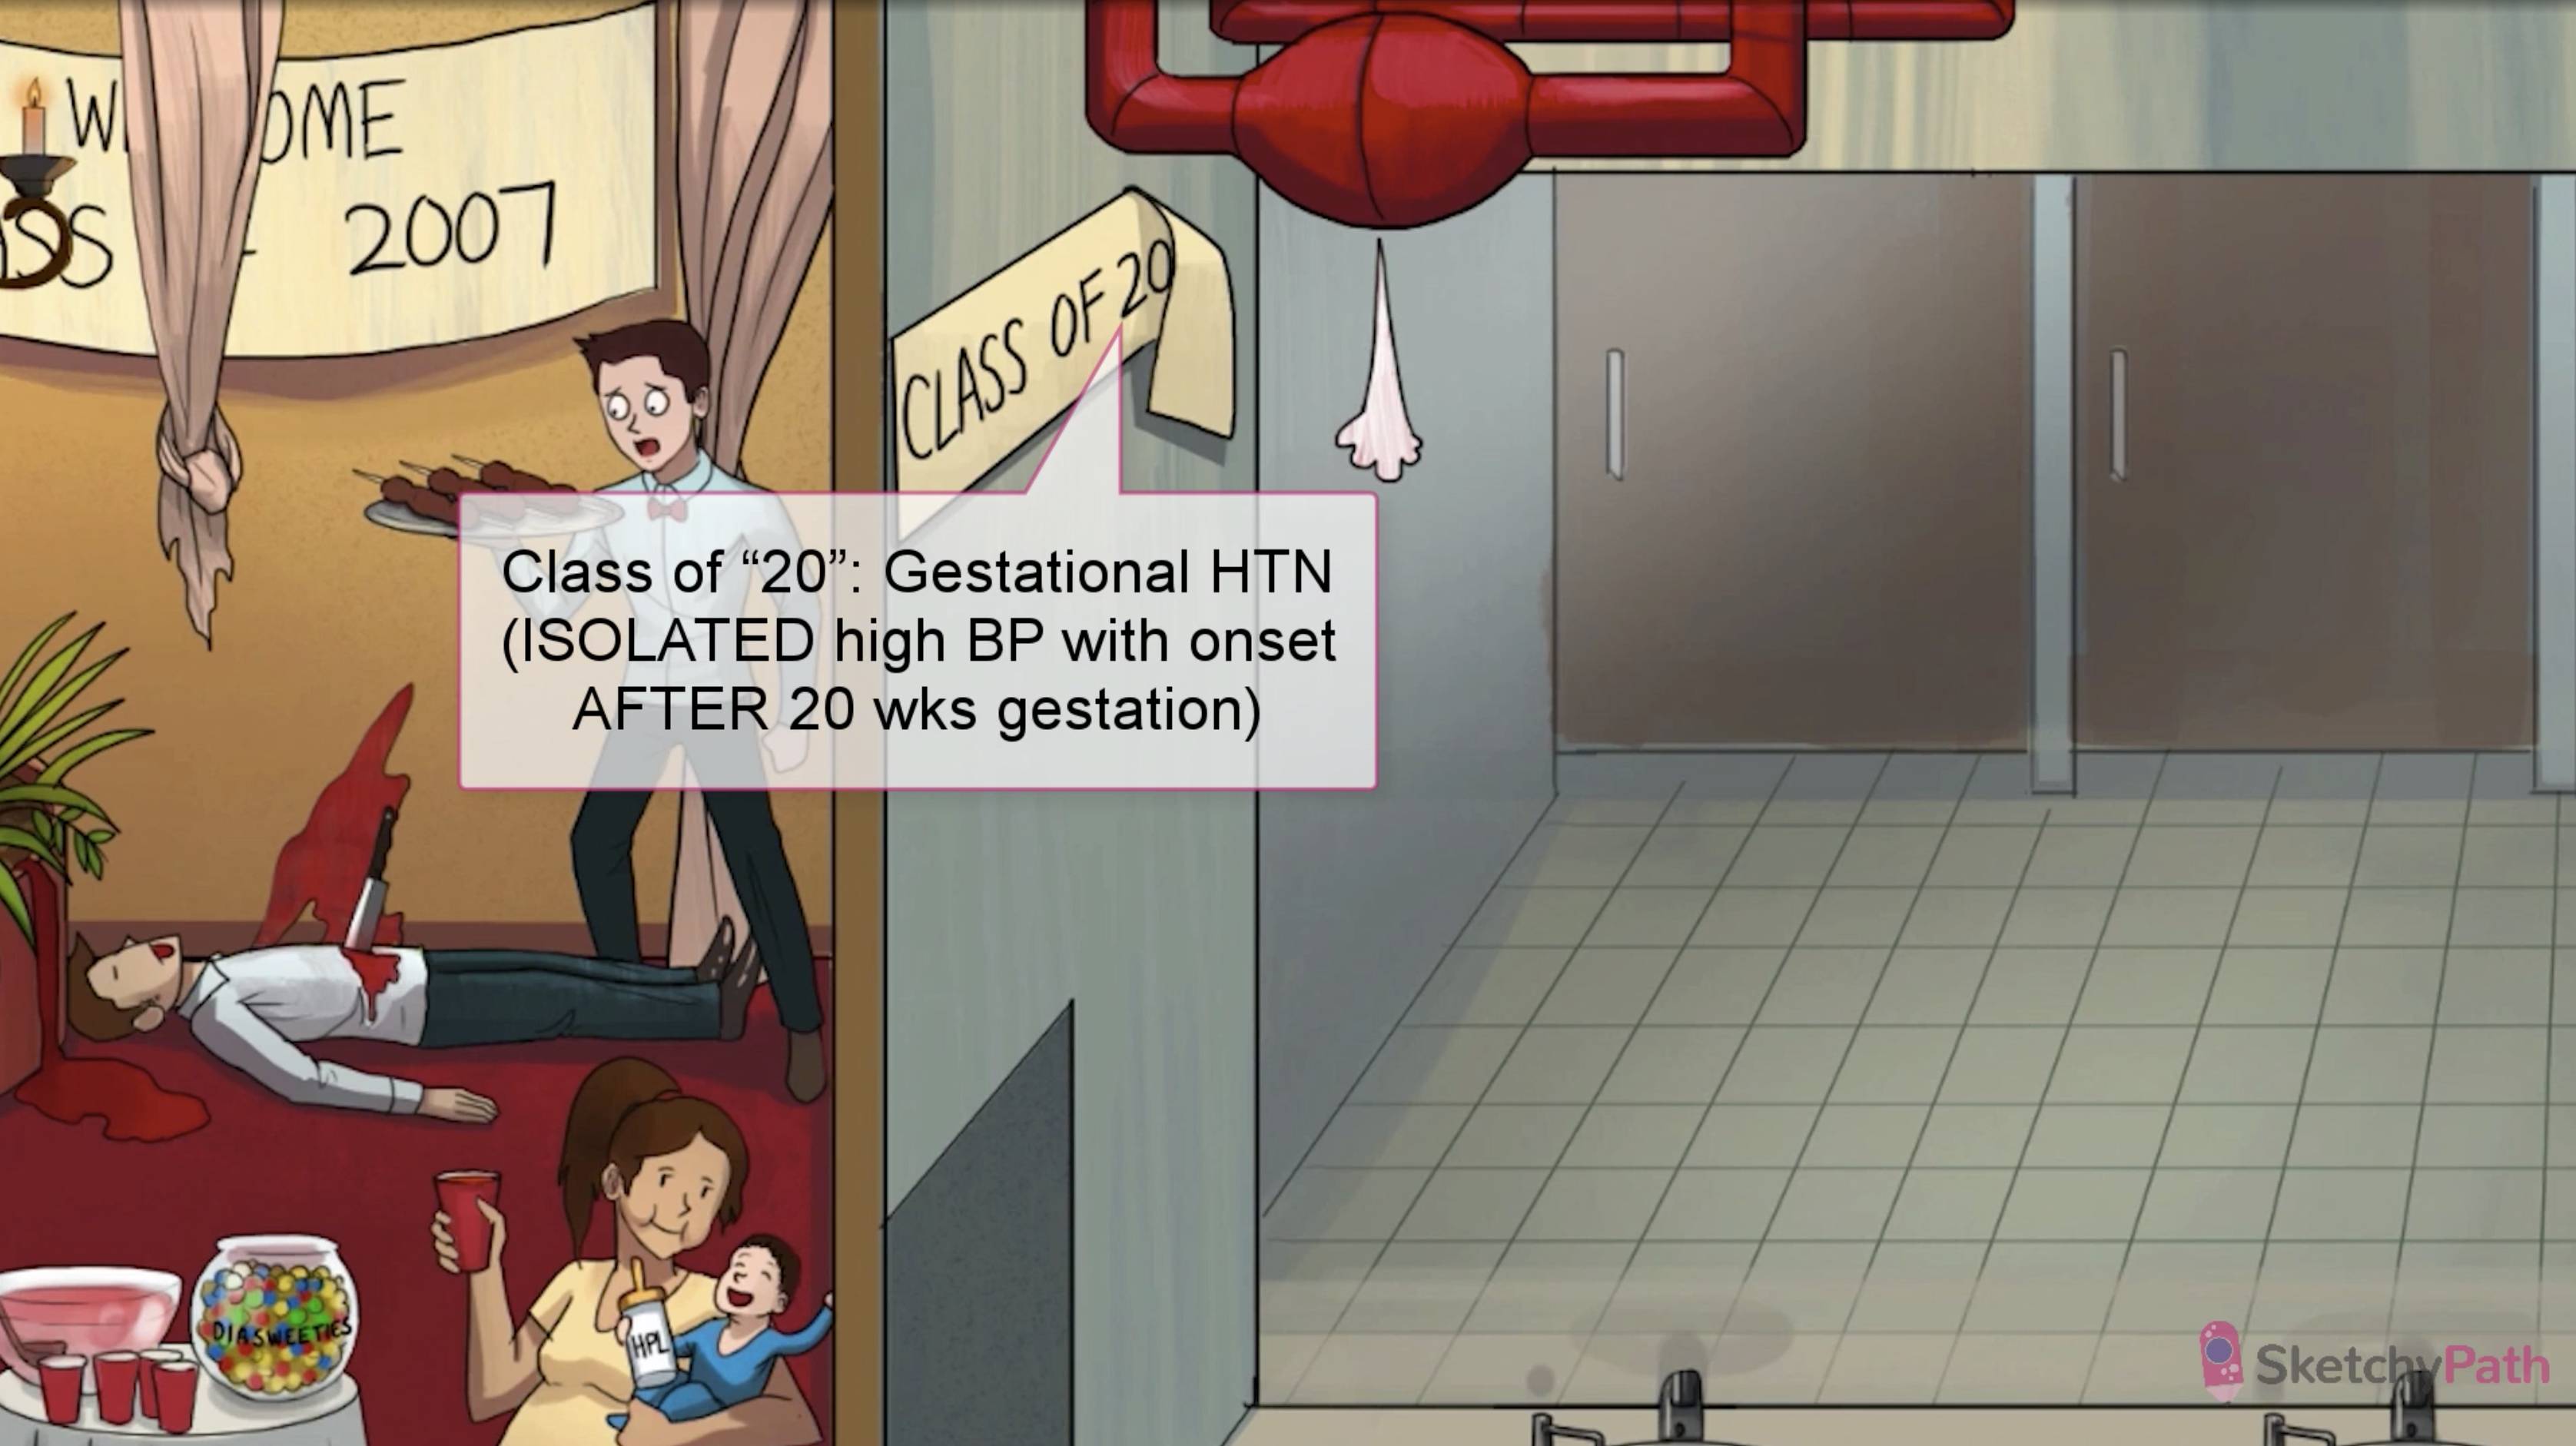 W OME
SS 2007
CLASS OF 20
Class of “20”: Gestational HTN
(ISOLATED high BP with onset
AFTER 20 wks gestation)
DIASWEETIES
HPL
SketchyPath